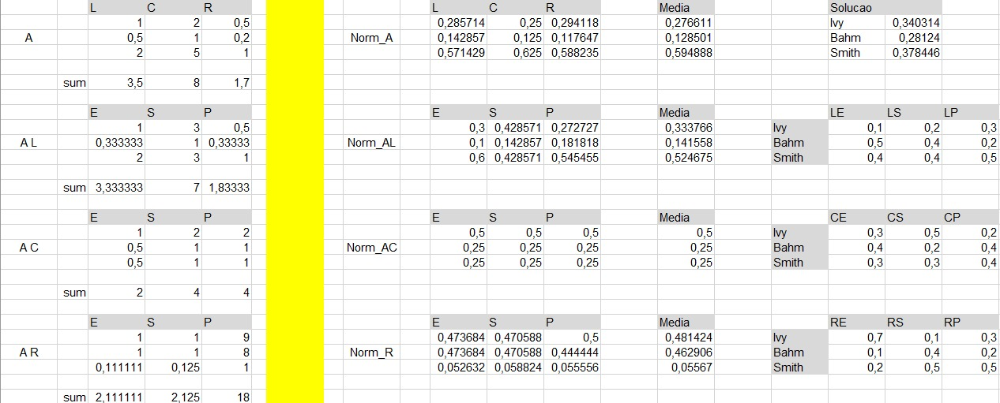 L C R L C R Media Solucao
1 2 0,5 0,285714 0,25 0,294118 0,276611 Ivy 0,340314
A 0,5 1 0,2 Norm_A 0,142857 0,125 0,117647 0,128501 Bahm 0,28124
2 5 1 0,571429 0,625 0,588235 0,594888 Smith 0,378446
sum 3,5 8 1,7
E S P E S P Media LE LS LP
1 3 0,5 0,3 0,428571 0,272727 0,333766 Ivy 0,1 0,2 0,3
A L 0,333333 1 0,33333 Norm_AL 0,1 0,142857 0,181818 0,141558 Bahm 0,5 0,4 0,2
2 3 1 0,6 0,428571 0,545455 0,524675 Smith 0,4 0,4 0,5
sum 3,333333 7 1,83333
E S P E S P Media CE CS CP
1 2 2 0,5 0,5 0,5 0,5 Ivy 0,3 0,5 0,2
A C 0,5 1 1 Norm_AC 0,25 0,25 0,25 0,25 Bahm 0,4 0,2 0,4
0,5 1 1 0,25 0,25 0,25 0,25 Smith 0,3 0,3 0,4
sum 2 4 4
E S P E S P Media RE RS RP
1 1 9 0,473684 0,470588 0,5 0,481424 Ivy 0,7 0,1 0,3
A R 1 1 8 Norm_R 0,473684 0,470588 0,444444 0,462906 Bahm 0,1 0,4 0,2
0,111111 0,125 1 0,052632 0,058824 0,055556 0,05567 Smith 0,2 0,5 0,5
sum 2,111111 2,125 18